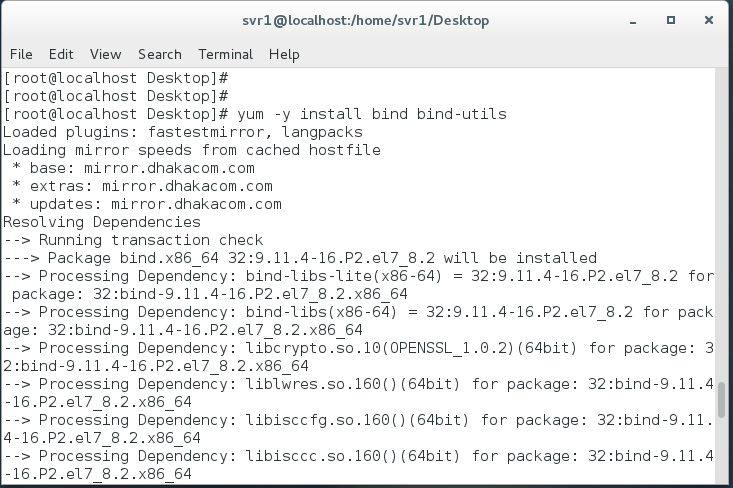 svr1@localhost:/home/svr1/Desktop
File Edit View Search Terminal Help
[root@localhost Desktop]#
[root@localhost Desktop]#
[root@localhost Desktop]# yum -y install bind bind-utils
Loaded plugins: fastestmirror, langpacks
Loading mirror speeds from cached hostfile
 * base: mirror.dhakacom.com
 * extras: mirror.dhakacom.com
 * updates: mirror.dhakacom.com
Resolving Dependencies
--> Running transaction check
---> Package bind.x86_64 32:9.11.4-16.P2.el7_8.2 will be installed
--> Processing Dependency: bind-libs-lite(x86-64) = 32:9.11.4-16.P2.el7_8.2 for
 package: 32:bind-9.11.4-16.P2.el7_8.2.x86_64
--> Processing Dependency: bind-libs(x86-64) = 32:9.11.4-16.P2.el7_8.2 for pack
age: 32:bind-9.11.4-16.P2.el7_8.2.x86_64
--> Processing Dependency: libcrypto.so.10(OPENSSL_1.0.2)(64bit) for package: 3
2:bind-9.11.4-16.P2.el7_8.2.x86_64
--> Processing Dependency: liblwres.so.160()(64bit) for package: 32:bind-9.11.4
-16.P2.el7_8.2.x86_64
--> Processing Dependency: libisccfg.so.160()(64bit) for package: 32:bind-9.11.
4-16.P2.el7_8.2.x86_64
--> Processing Dependency: libisccc.so.160()(64bit) for package: 32:bind-9.11.4
-16.P2.el7_8.2.x86_64